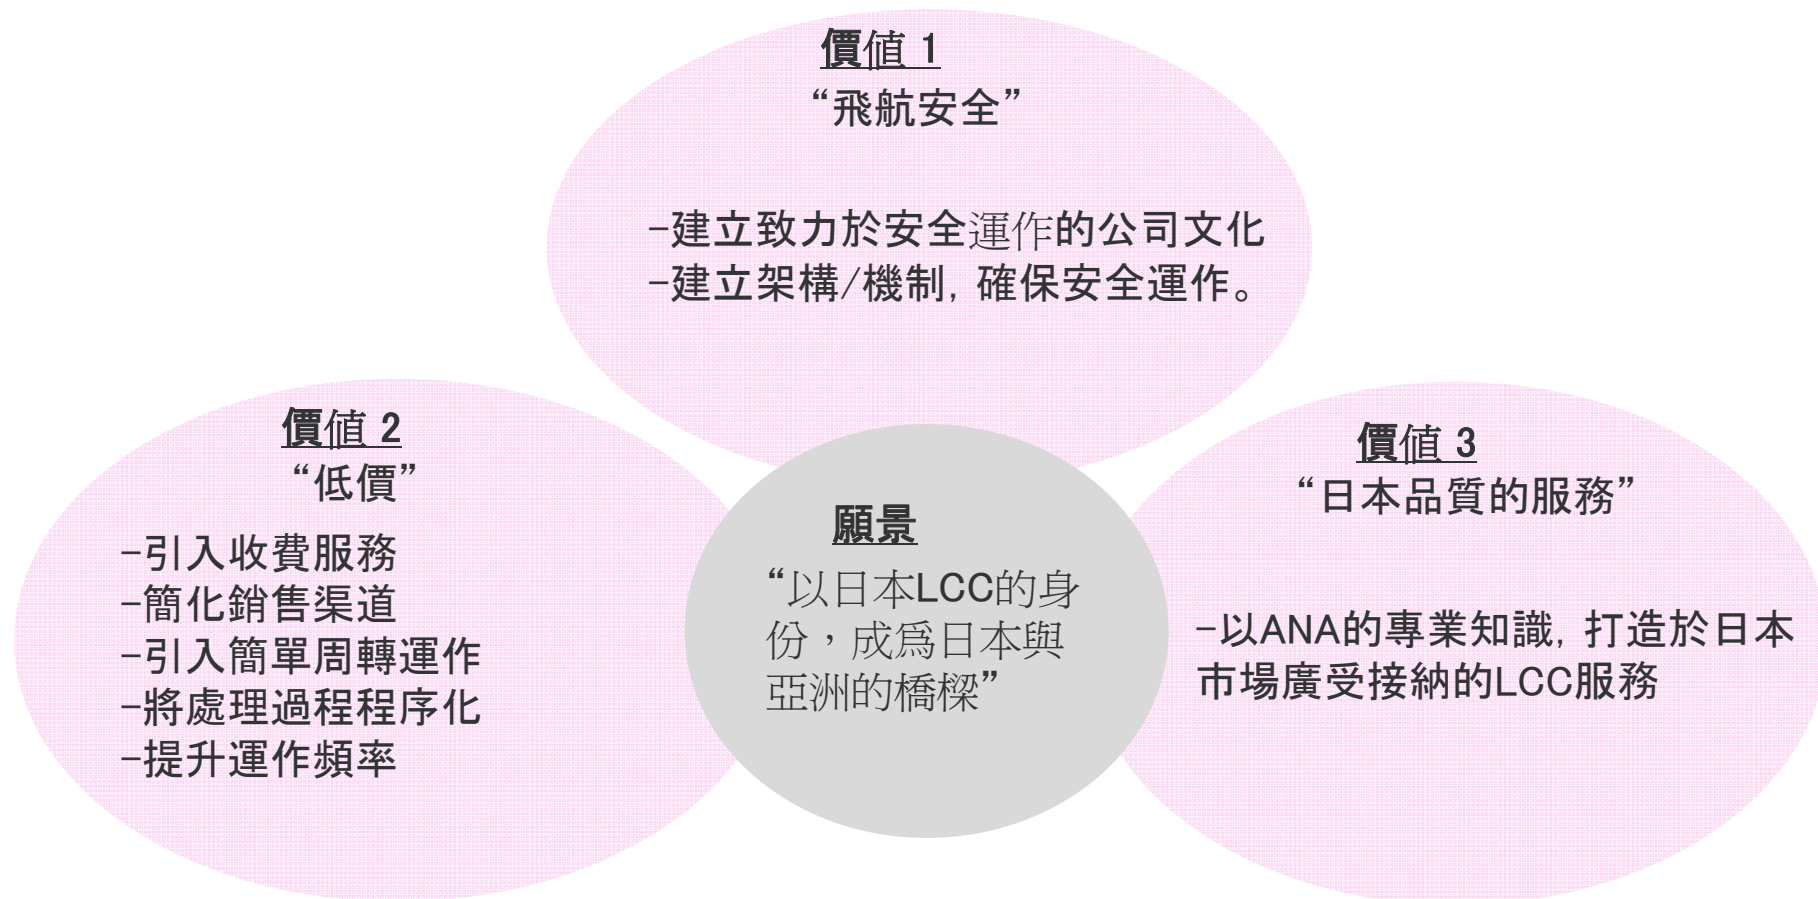 價値 1
“飛航安全”
-建立致力於安全運作的公司文化
-建立架構/機制, 確保安全運作。
價値 2
“低價”
-引入收費服務
-簡化銷售渠道
-引入簡單周轉運作
-將處理過程程序化
-提升運作頻率
願景
“以日本LCC的身
份，成爲日本與
亞洲的橋樑”
價値 3
“日本品質的服務”
-以ANA的專業知識, 打造於日本
市場廣受接納的LCC服務